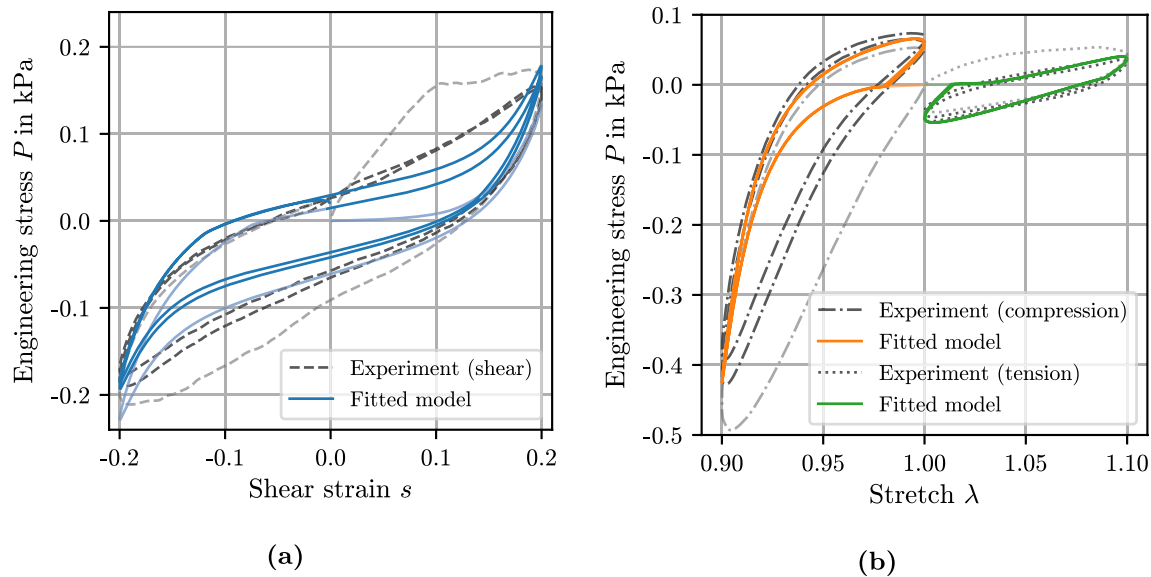 Engineering stress P in kPa
0.2
0.1
0.0
-0.1
-0.2
Experiment (shear)
Fitted model
-0.2
-0.1
0.0
0.1
0.2
Shear strain s
(a)
Engineering stress P in kPa
0.1
0.0
-0.1
-0.2
-0.3
-0.4
-0.5
Experiment (compression)
Fitted model
Experiment (tension)
Fitted model
0.90
0.95
1.00
1.05
1.10
Stretch λ
(b)